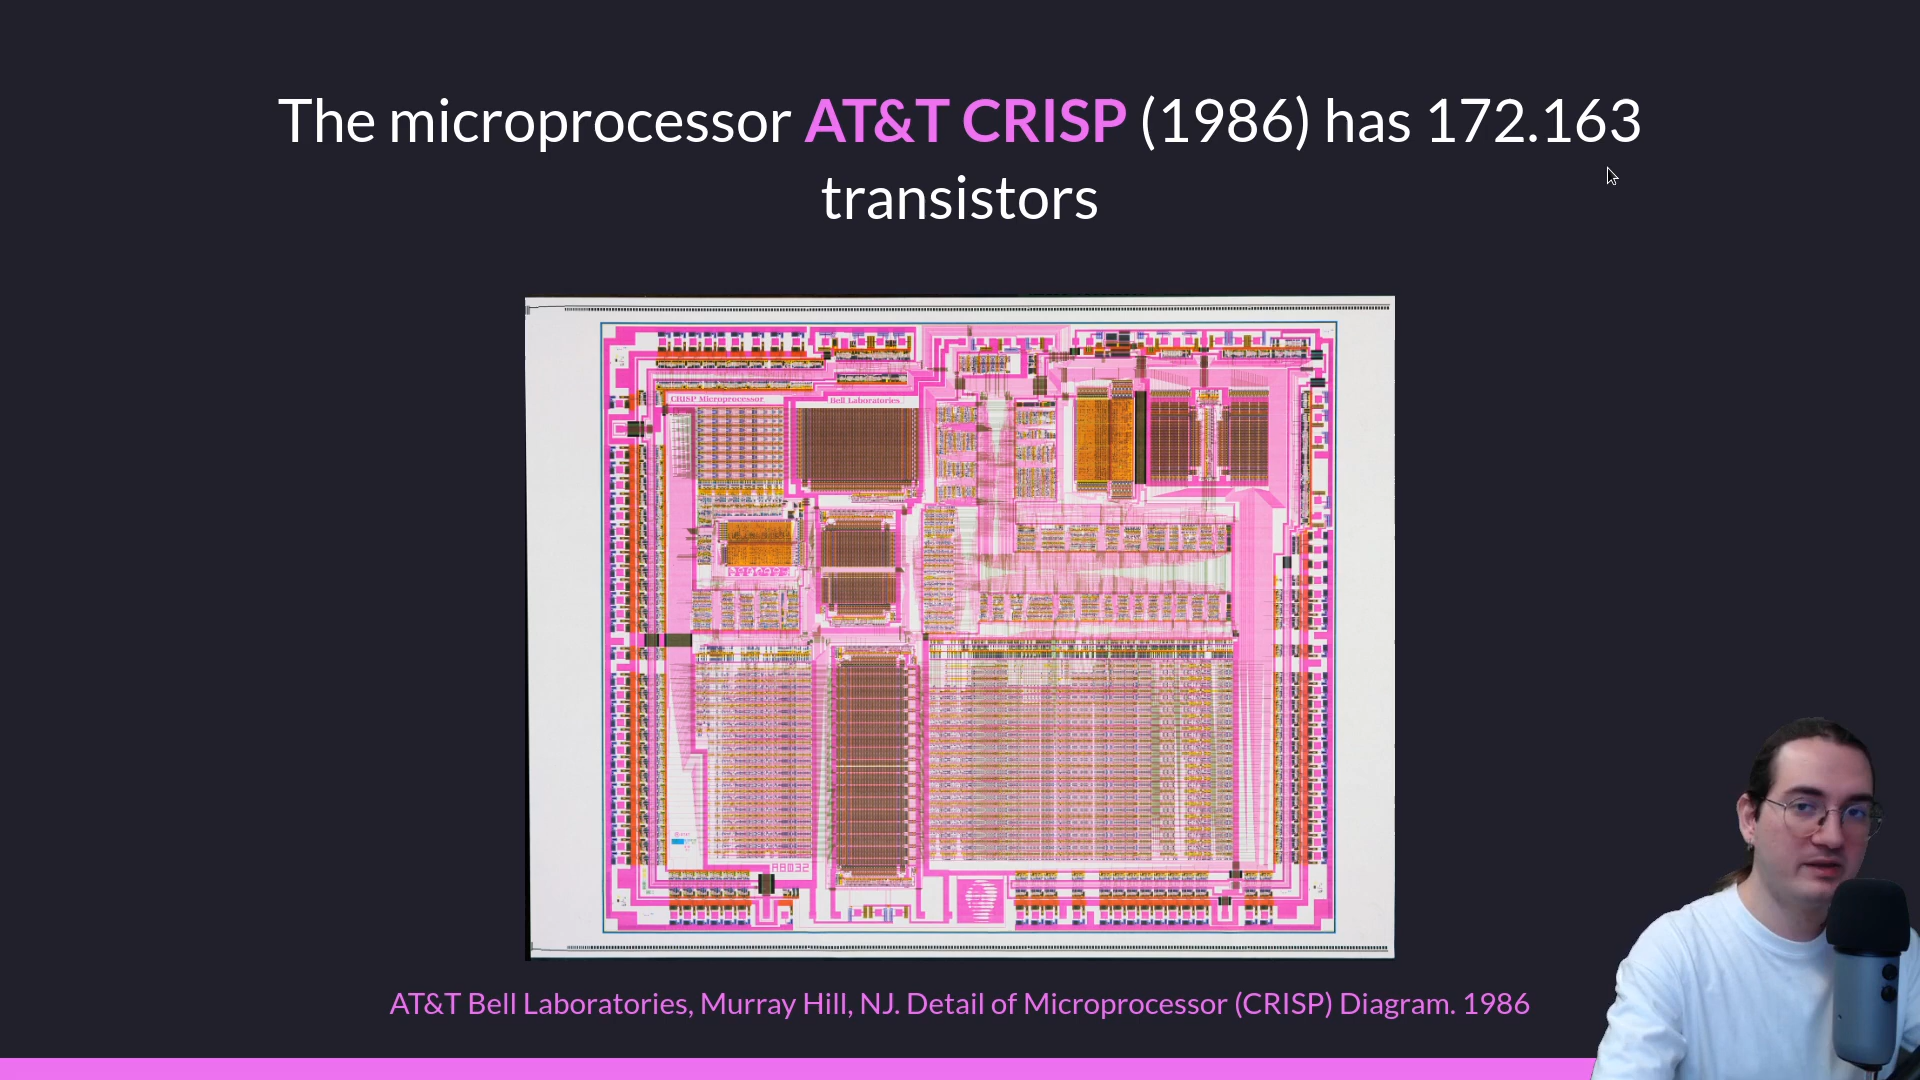 The microprocessor AT&T CRISP (1986) has 172.163
transistors
CRISP Microprocessor
Bell Laboratories
AT&T Bell Laboratories, Murray Hill, NJ. Detail of Microprocessor (CRISP) Diagram. 1986